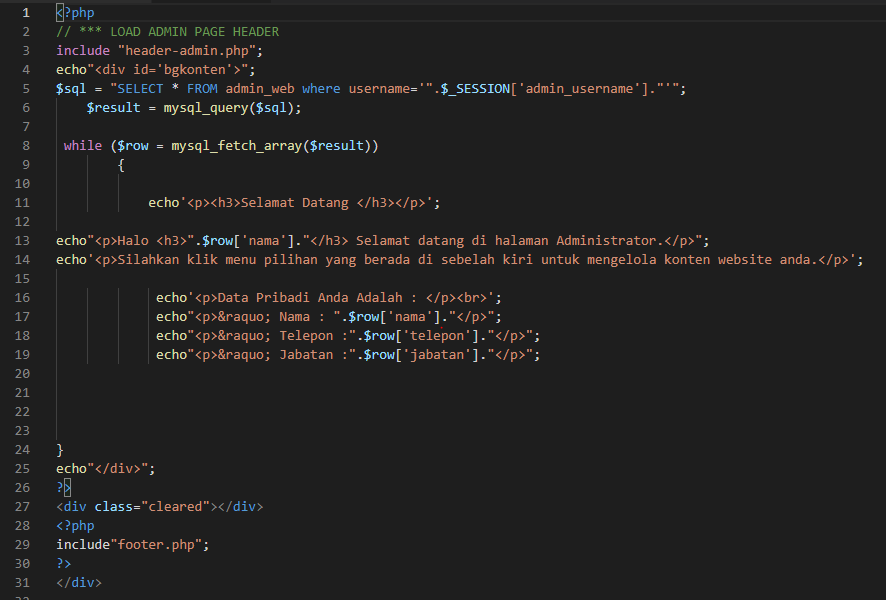 1 <?php
2 // *** LOAD ADMIN PAGE HEADER
3 include "header-admin.php";
4 echo"<div id='bgkonten'>";
5 $sql = "SELECT * FROM admin_web where username='".$_SESSION['admin_username']."'";
6 $result = mysql_query($sql);
7
8 while ($row = mysql_fetch_array($result))
9 {
10
11 echo'<p><h3>Selamat Datang </h3></p>';
12
13 echo"<p>Halo <h3>".$row['nama']."</h3> Selamat datang di halaman Administrator.</p>";
14 echo'<p>Silahkan klik menu pilihan yang berada di sebelah kiri untuk mengelola konten website anda.</p>';
15
16 echo'<p>Data Pribadi Anda Adalah : </p><br>';
17 echo"<p>&raquo; Nama : ".$row['nama']."</p>";
18 echo"<p>&raquo; Telepon :".$row['telepon']."</p>";
19 echo"<p>&raquo; Jabatan :".$row['jabatan']."</p>";
20
21
22
23
24 }
25 echo"</div>";
26 ?>
27 <div class="cleared"></div>
28 <?php
29 include"footer.php";
30 ?>
31 </div>